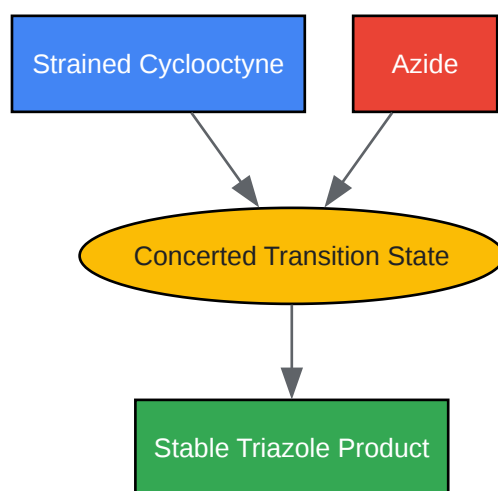 Strained Cyclooctyne
Azide
Concerted Transition State
Stable Triazole Product